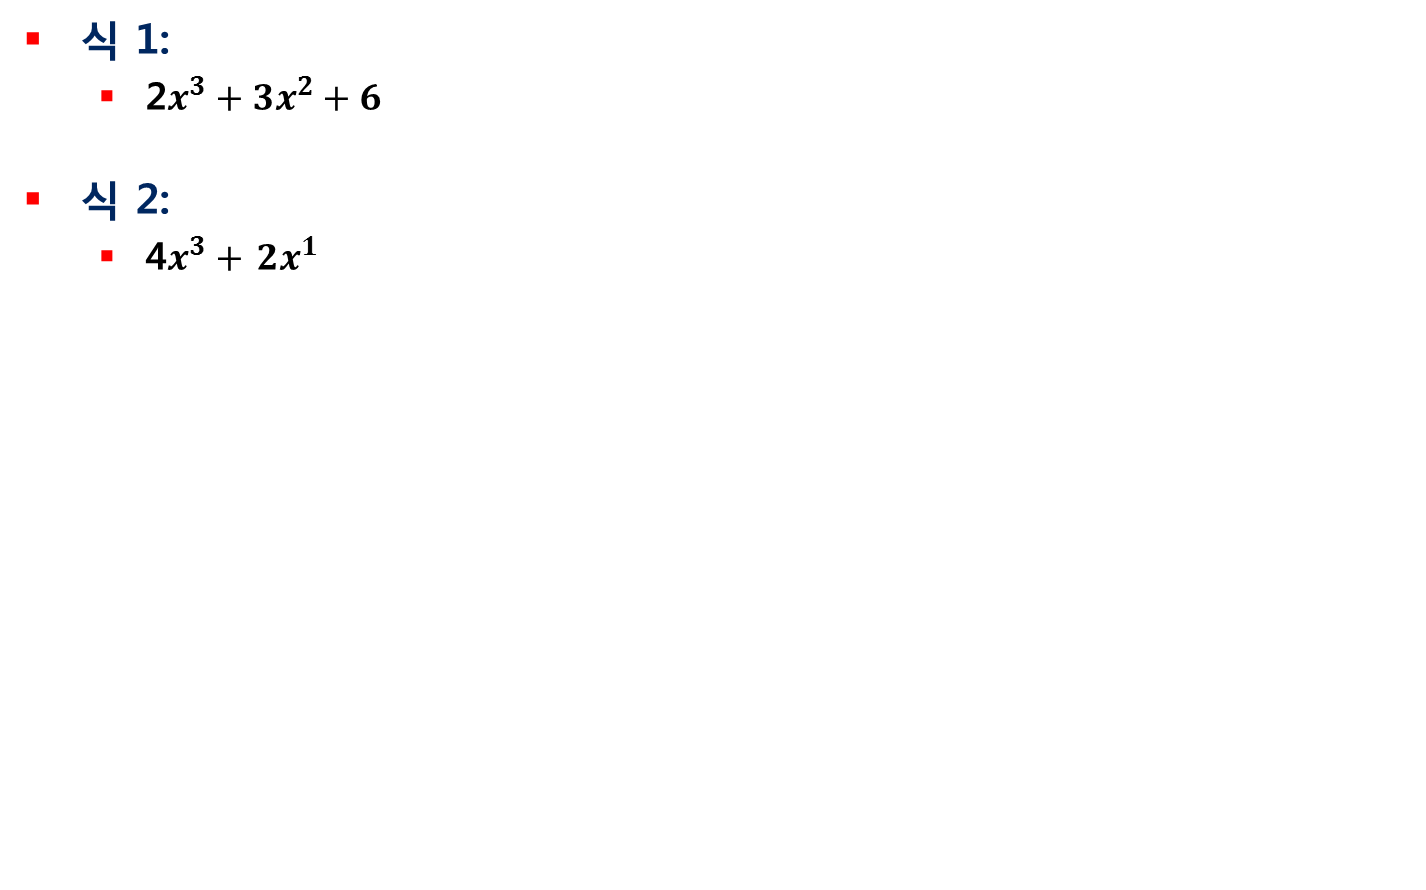 식 1:
2x³ + 3x² + 6
식 2:
4x³ + 2x¹